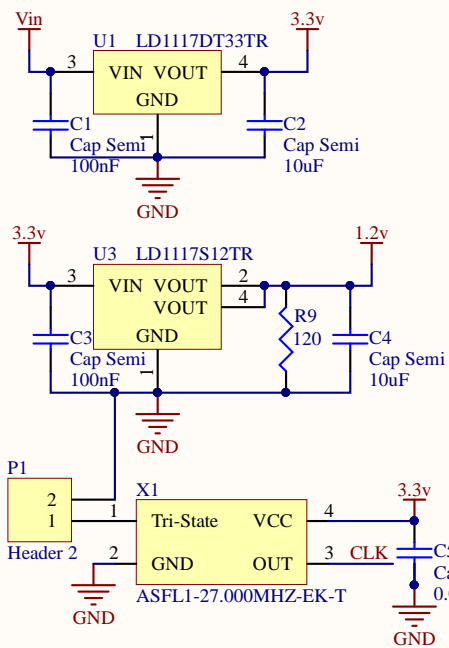 Vin 3.3v
U1 LD1117DT33TR
3 VIN VOUT 4
GND
1
C1
Cap Semi
100nF
C2
Cap Semi
10uF
GND
3.3v 1.2v
U3 LD1117S12TR
3 VIN VOUT 2
VOUT 4
GND
1
C3
Cap Semi
100nF
R9
120
C4
Cap Semi
10uF
GND
P1
2
1
Header 2
X1
1 Tri-State VCC 4
2 GND OUT 3 CLK
ASFL1-27.000MHZ-EK-T
GND
3.3v
GND